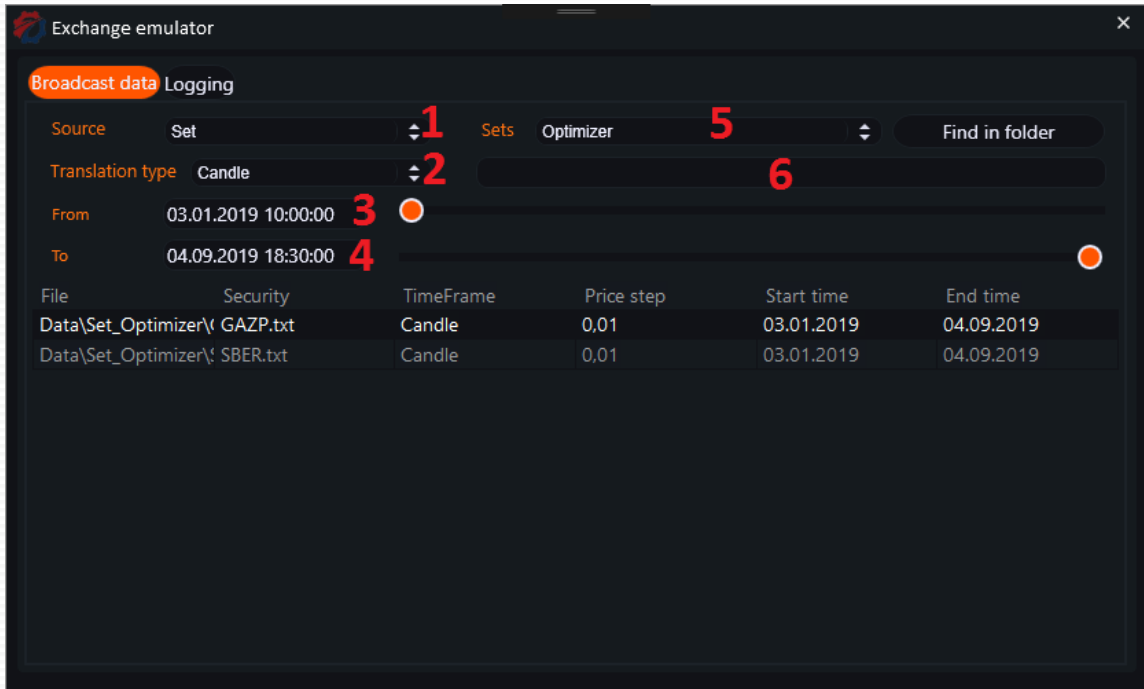 Exchange emulator
Broadcast data Logging
Source Set 1 Sets Optimizer 5 Find in folder
Translation type Candle 2 6
From 03.01.2019 10:00:00 3
To 04.09.2019 18:30:00 4
File Security TimeFrame Price step Start time End time
Data\Set_Optimizer\ GAZP.txt Candle 0,01 03.01.2019 04.09.2019
Data\Set_Optimizer\ SBER.txt Candle 0,01 03.01.2019 04.09.2019